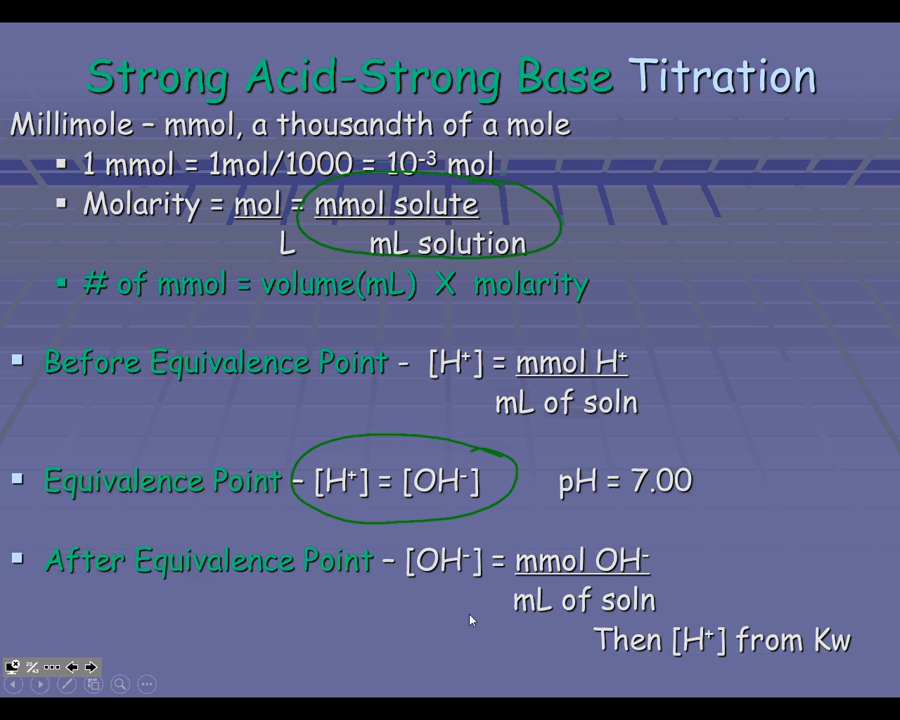 Strong Acid-Strong Base Titration
Millimole – mmol, a thousandth of a mole
▪ 1 mmol = 1mol/1000 = 10⁻³ mol
▪ Molarity = mol = mmol solute
L mL solution
▪ # of mmol = volume(mL) X molarity
▪ Before Equivalence Point - [H⁺] = mmol H⁺
mL of soln
▪ Equivalence Point – [H⁺] = [OH⁻] pH = 7.00
▪ After Equivalence Point – [OH⁻] = mmol OH⁻
mL of soln
Then [H⁺] from Kw